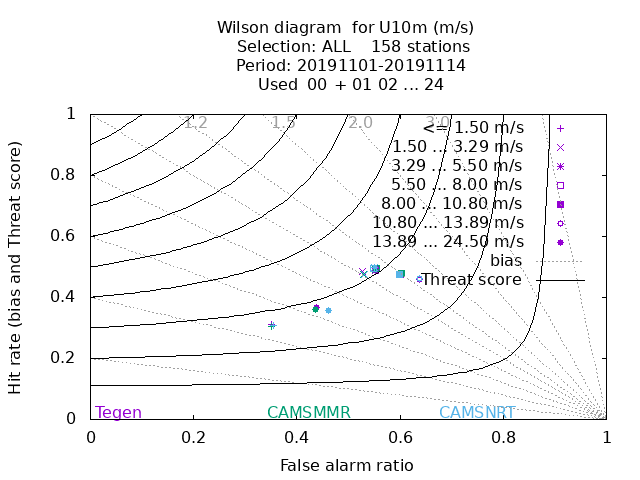 Wilson diagram  for U10m (m/s)
Selection: ALL    158 stations
Period: 20191101-20191114
Used  00 + 01 02 ... 24
Hit rate (bias and Threat score)
1
0.8
0.6
0.4
0.2
0
1.2 1.5 2.0 3.0
<= 1.50 m/s
1.50 ... 3.29 m/s
3.29 ... 5.50 m/s
5.50 ... 8.00 m/s
8.00 ... 10.80 m/s
10.80 ... 13.89 m/s
13.89 ... 24.50 m/s
bias
Threat score
Tegen CAMSMMR CAMSNRT
0 0.2 0.4 0.6 0.8 1
False alarm ratio